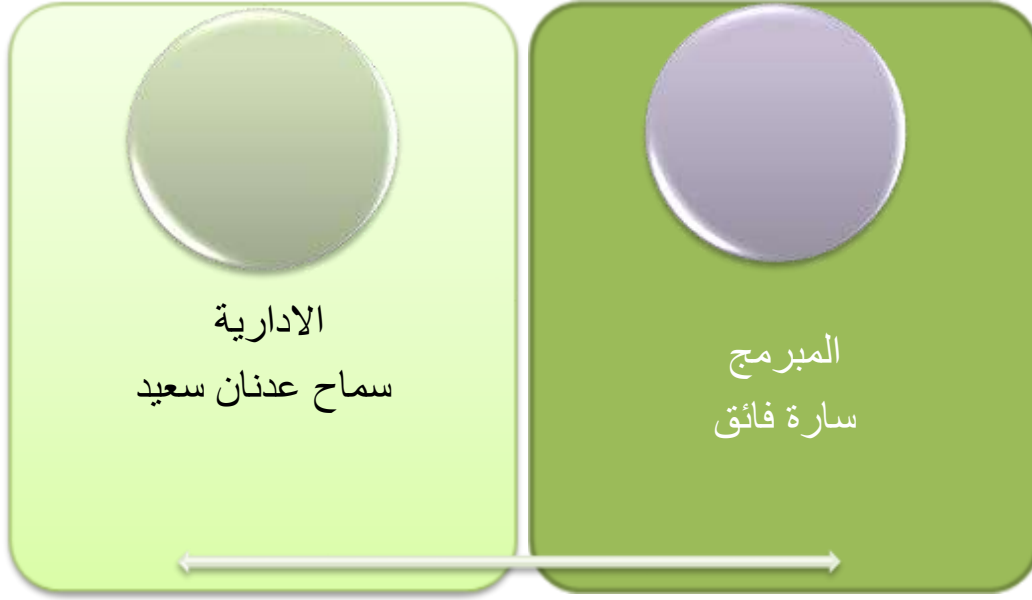 المبرمج
سارة فائق
الادارية
سماح عدنان سعيد